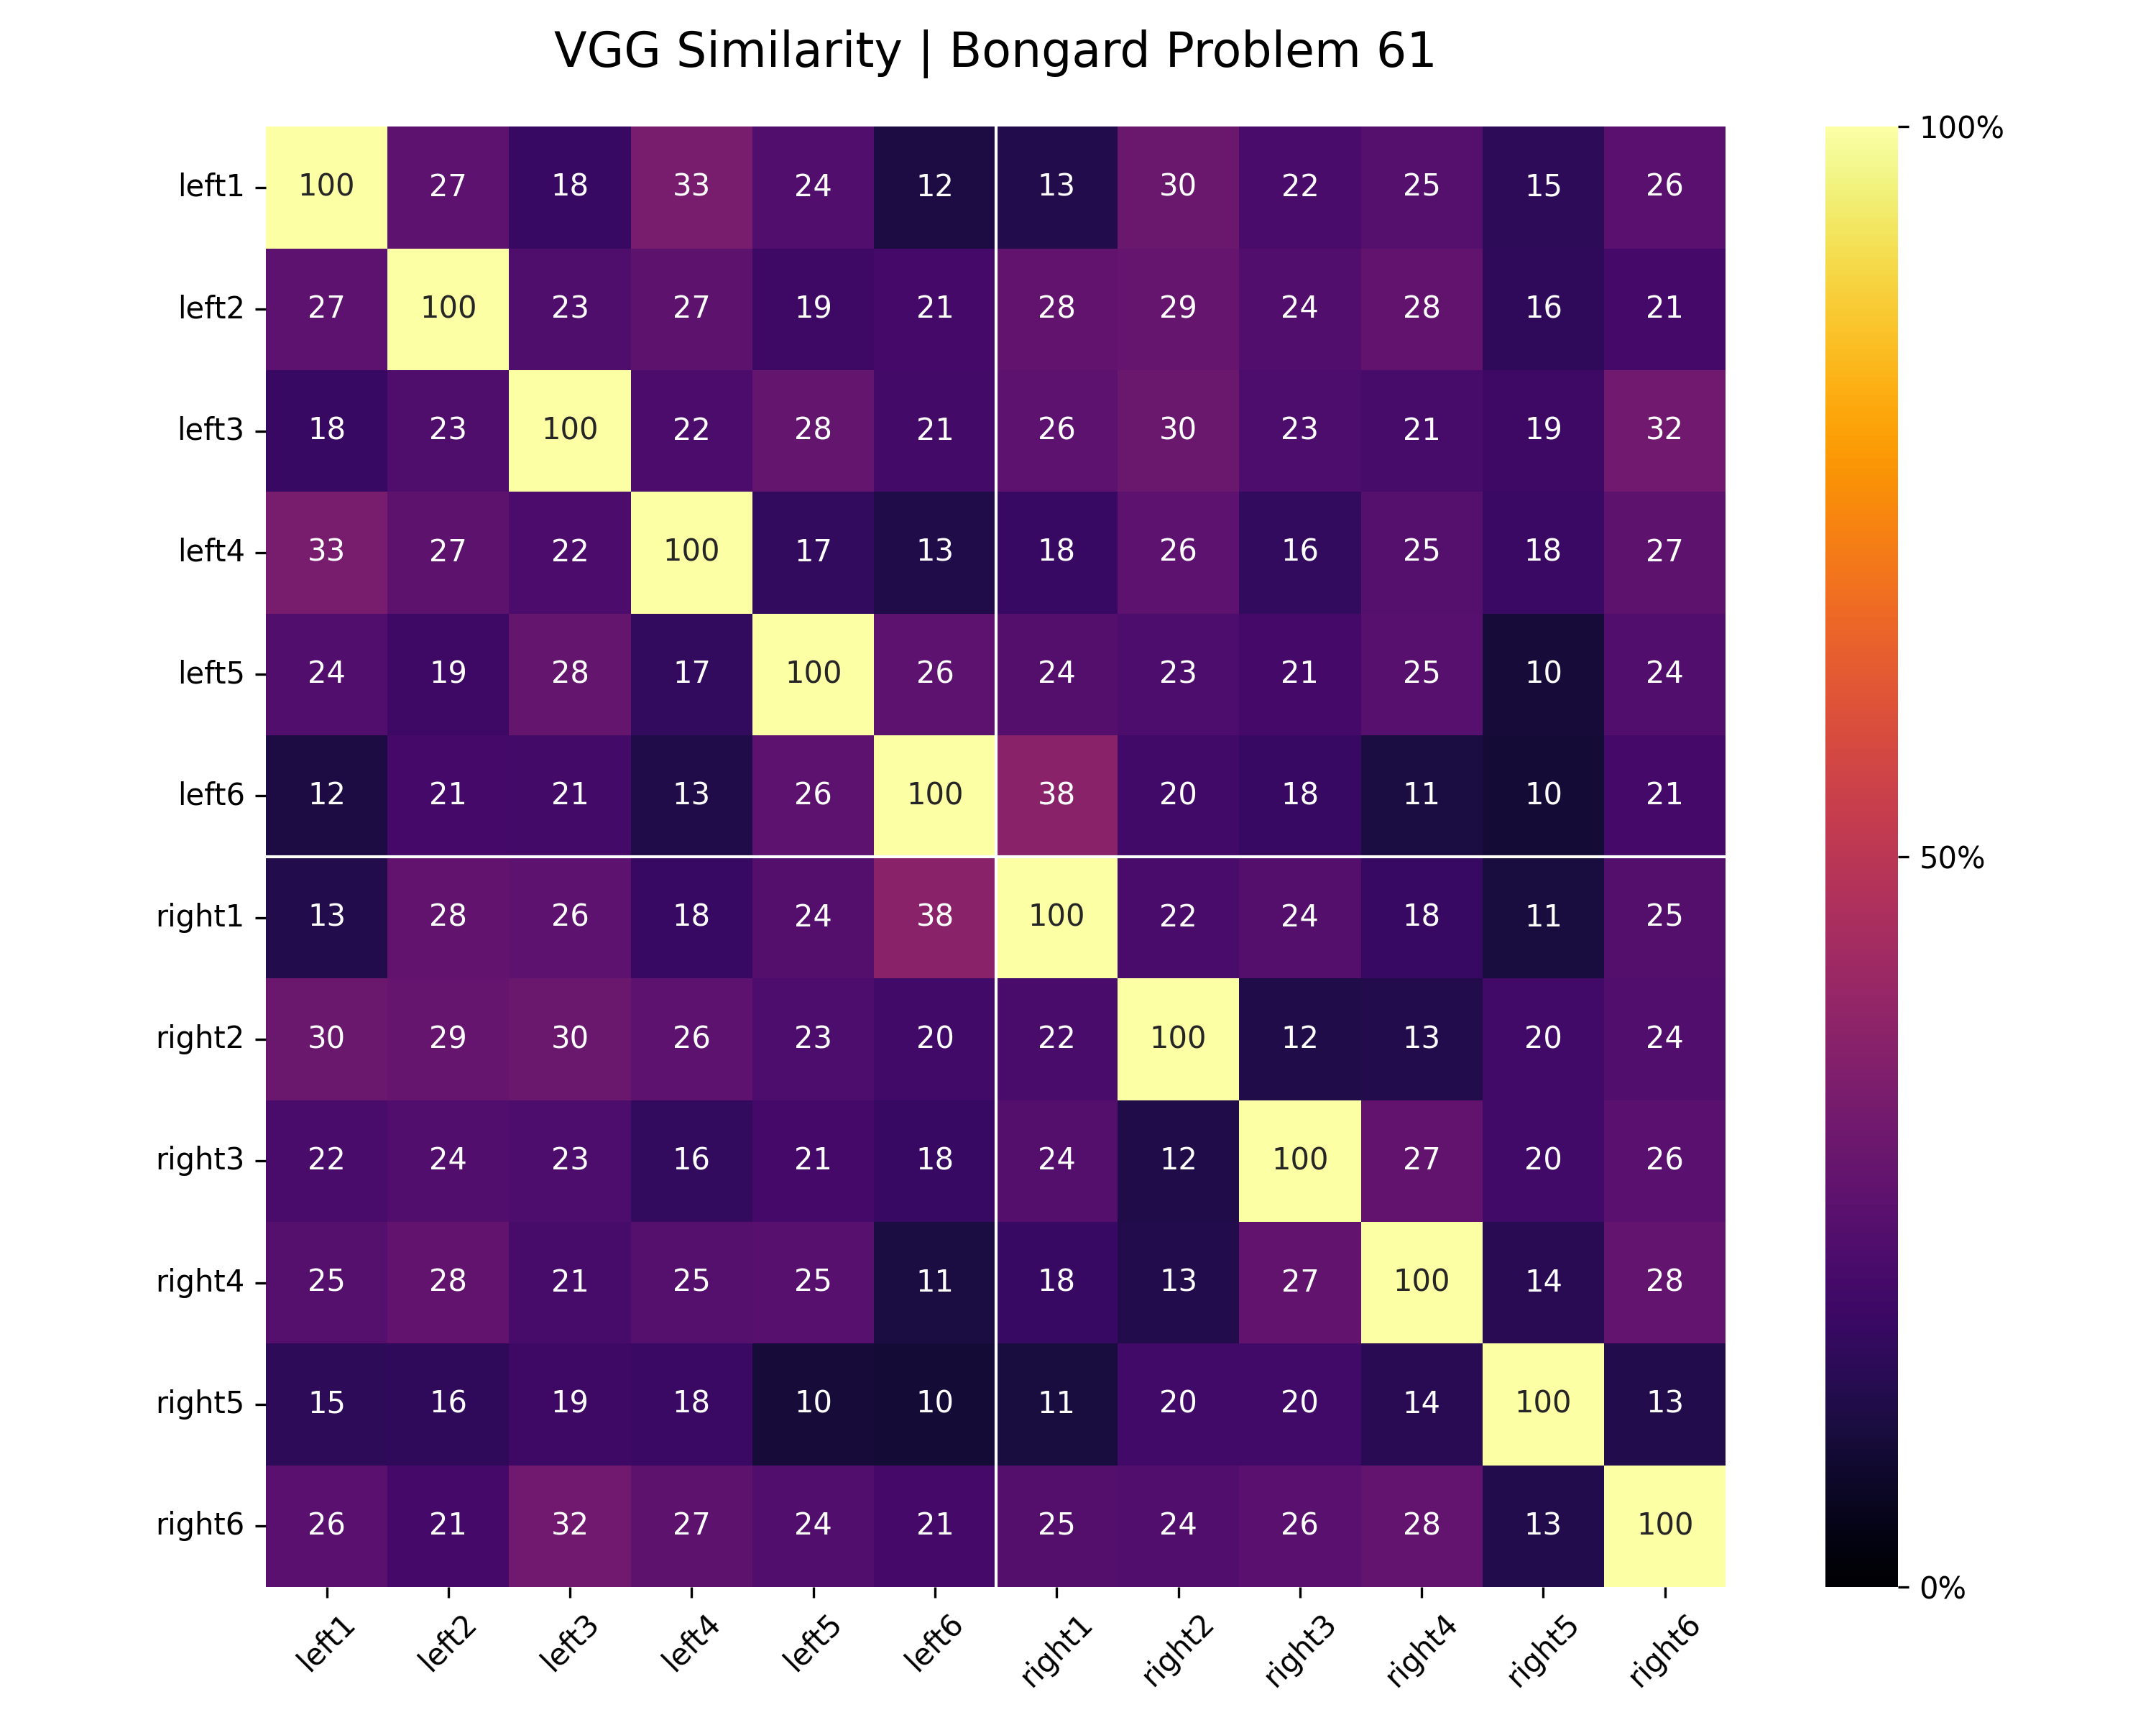 VGG Similarity | Bongard Problem 61
left1 100 27 18 33 24 12 13 30 22 25 15 26
left2 27 100 23 27 19 21 28 29 24 28 16 21
left3 18 23 100 22 28 21 26 30 23 21 19 32
left4 33 27 22 100 17 13 18 26 16 25 18 27
left5 24 19 28 17 100 26 24 23 21 25 10 24
left6 12 21 21 13 26 100 38 20 18 11 10 21
right1 13 28 26 18 24 38 100 22 24 18 11 25
right2 30 29 30 26 23 20 22 100 12 13 20 24
right3 22 24 23 16 21 18 24 12 100 27 20 26
right4 25 28 21 25 25 11 18 13 27 100 14 28
right5 15 16 19 18 10 10 11 20 20 14 100 13
right6 26 21 32 27 24 21 25 24 26 28 13 100
left1 left2 left3 left4 left5 left6 right1 right2 right3 right4 right5 right6
100%
50%
0%